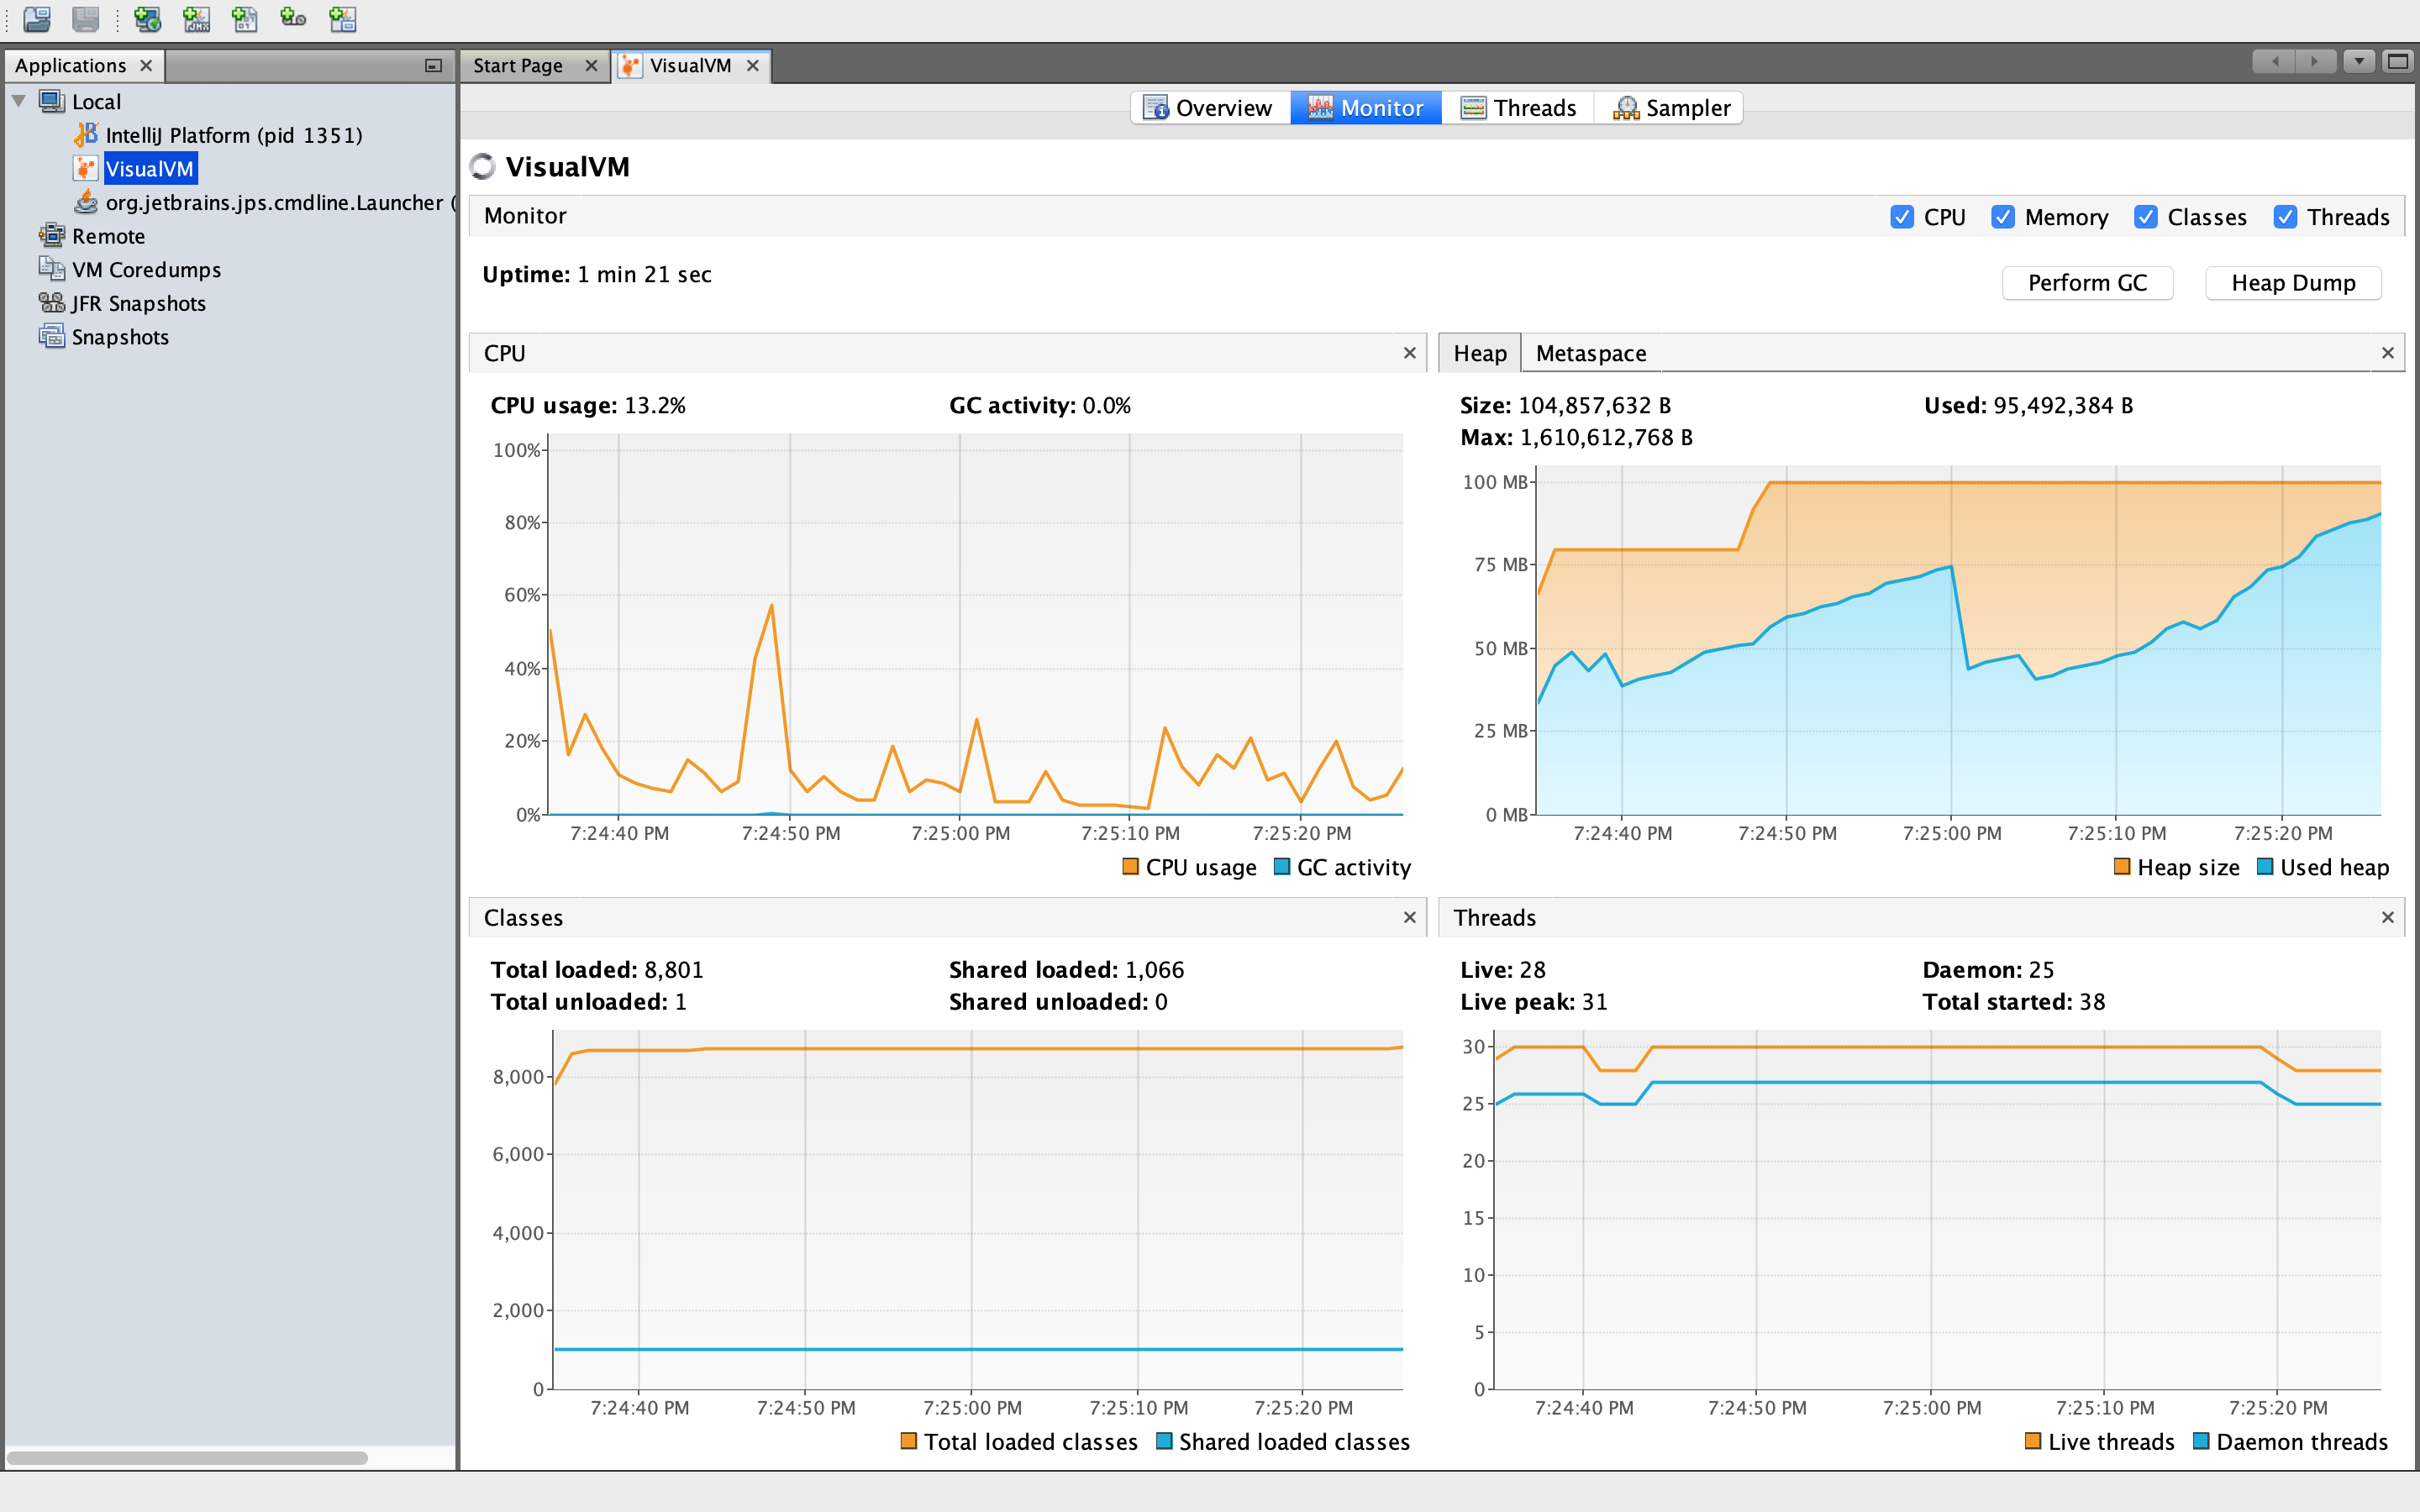 Applications
Start Page
VisualVM
Local
IntelliJ Platform (pid 1351)
VisualVM
org.jetbrains.jps.cmdline.Launcher (
Remote
VM Coredumps
JFR Snapshots
Snapshots
Overview
Monitor
Threads
Sampler
VisualVM
Monitor
CPU
Memory
Classes
Threads
Uptime: 1 min 21 sec
Perform GC
Heap Dump
CPU
CPU usage: 13.2%
GC activity: 0.0%
100%
80%
60%
40%
20%
0%
7:24:40 PM
7:24:50 PM
7:25:00 PM
7:25:10 PM
7:25:20 PM
CPU usage
GC activity
Heap
Metaspace
Size: 104,857,632 B
Used: 95,492,384 B
Max: 1,610,612,768 B
100 MB
75 MB
50 MB
25 MB
0 MB
7:24:40 PM
7:24:50 PM
7:25:00 PM
7:25:10 PM
7:25:20 PM
Heap size
Used heap
Classes
Total loaded: 8,801
Shared loaded: 1,066
Total unloaded: 1
Shared unloaded: 0
8,000
6,000
4,000
2,000
0
7:24:40 PM
7:24:50 PM
7:25:00 PM
7:25:10 PM
7:25:20 PM
Total loaded classes
Shared loaded classes
Threads
Live: 28
Daemon: 25
Live peak: 31
Total started: 38
30
25
20
15
10
5
0
7:24:40 PM
7:24:50 PM
7:25:00 PM
7:25:10 PM
7:25:20 PM
Live threads
Daemon threads